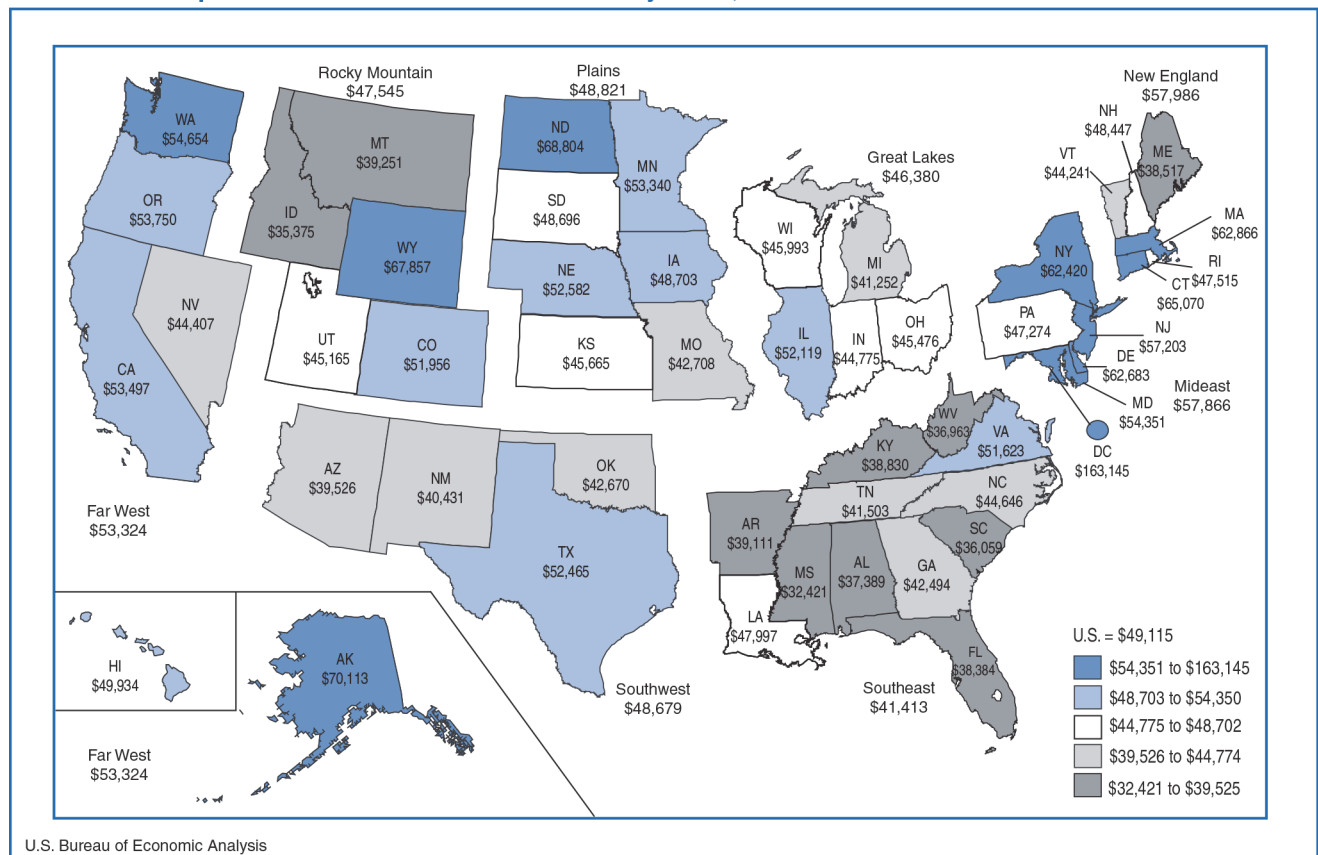 Rocky Mountain
$47,545
Plains
$48,821
New England
$57,986
WA
$54,654
OR
$53,750
CA
$53,497
NV
$44,407
ID
$35,375
MT
$39,251
WY
$67,857
UT
$45,165
CO
$51,956
ND
$68,804
SD
$48,696
NE
$52,582
KS
$45,665
MN
$53,340
IA
$48,703
MO
$42,708
Great Lakes
$46,380
WI
$45,993
MI
$41,252
IL
$52,119
IN
$44,775
OH
$45,476
NH
$48,447
VT
$44,241
ME
$38,517
MA
$62,866
RI
$47,515
CT
$65,070
NY
$62,420
PA
$47,274
NJ
$57,203
DE
$62,683
MD
$54,351
Mideast
$57,866
DC
$163,145
WV
$36,963
VA
$51,623
KY
$38,830
TN
$41,503
NC
$44,646
SC
$36,059
AR
$39,111
MS
$32,421
AL
$37,389
GA
$42,494
LA
$47,997
FL
$38,384
Southeast
$41,413
AZ
$39,526
NM
$40,431
OK
$42,670
TX
$52,465
Southwest
$48,679
Far West
$53,324
HI
$49,934
AK
$70,113
Far West
$53,324
U.S. = $49,115
$54,351 to $163,145
$48,703 to $54,350
$44,775 to $48,702
$39,526 to $44,774
$32,421 to $39,525
U.S. Bureau of Economic Analysis